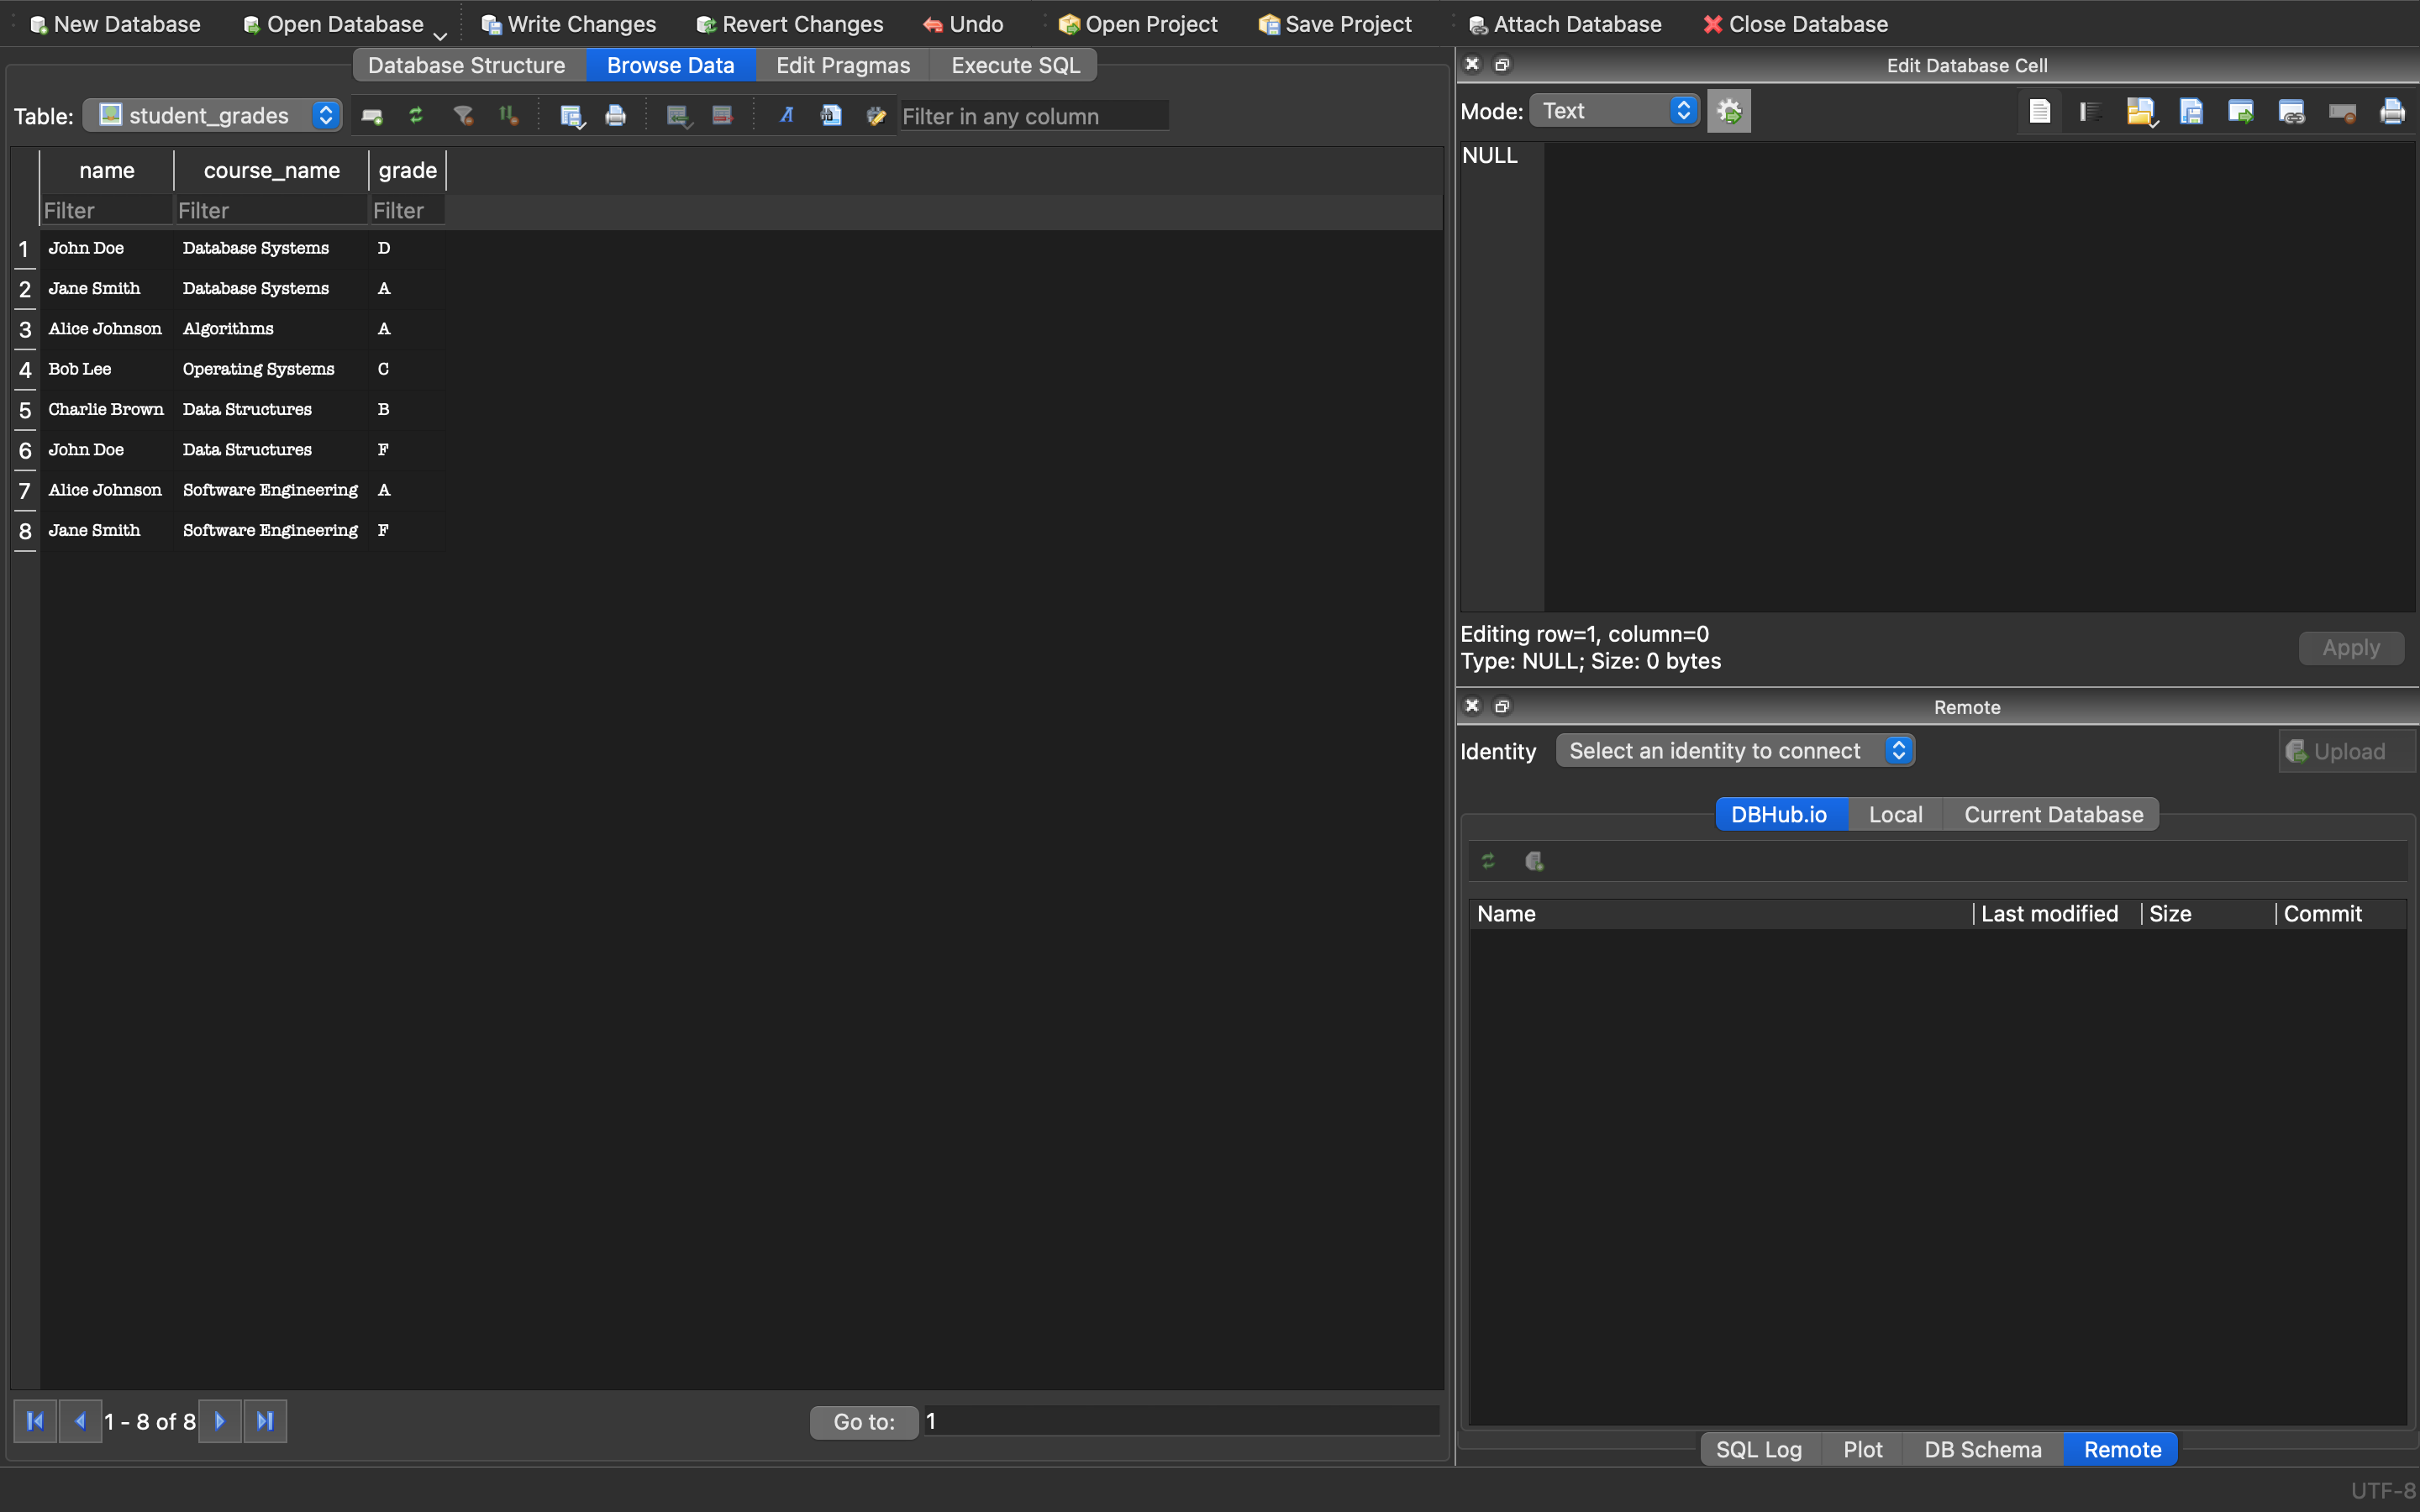 New Database Open Database Write Changes Revert Changes Undo Open Project Save Project Attach Database Close Database
Database Structure Browse Data Edit Pragmas Execute SQL
Table: student_grades Filter in any column
name course_name grade
Filter Filter Filter
1 John Doe Database Systems D
2 Jane Smith Database Systems A
3 Alice Johnson Algorithms A
4 Bob Lee Operating Systems C
5 Charlie Brown Data Structures B
6 John Doe Data Structures F
7 Alice Johnson Software Engineering A
8 Jane Smith Software Engineering F
1 - 8 of 8 Go to: 1
Edit Database Cell
Mode: Text
NULL
Editing row=1, column=0
Type: NULL; Size: 0 bytes
Apply
Remote
Identity Select an identity to connect Upload
DBHub.io Local Current Database
Name Last modified Size Commit
SQL Log Plot DB Schema Remote
UTF-8